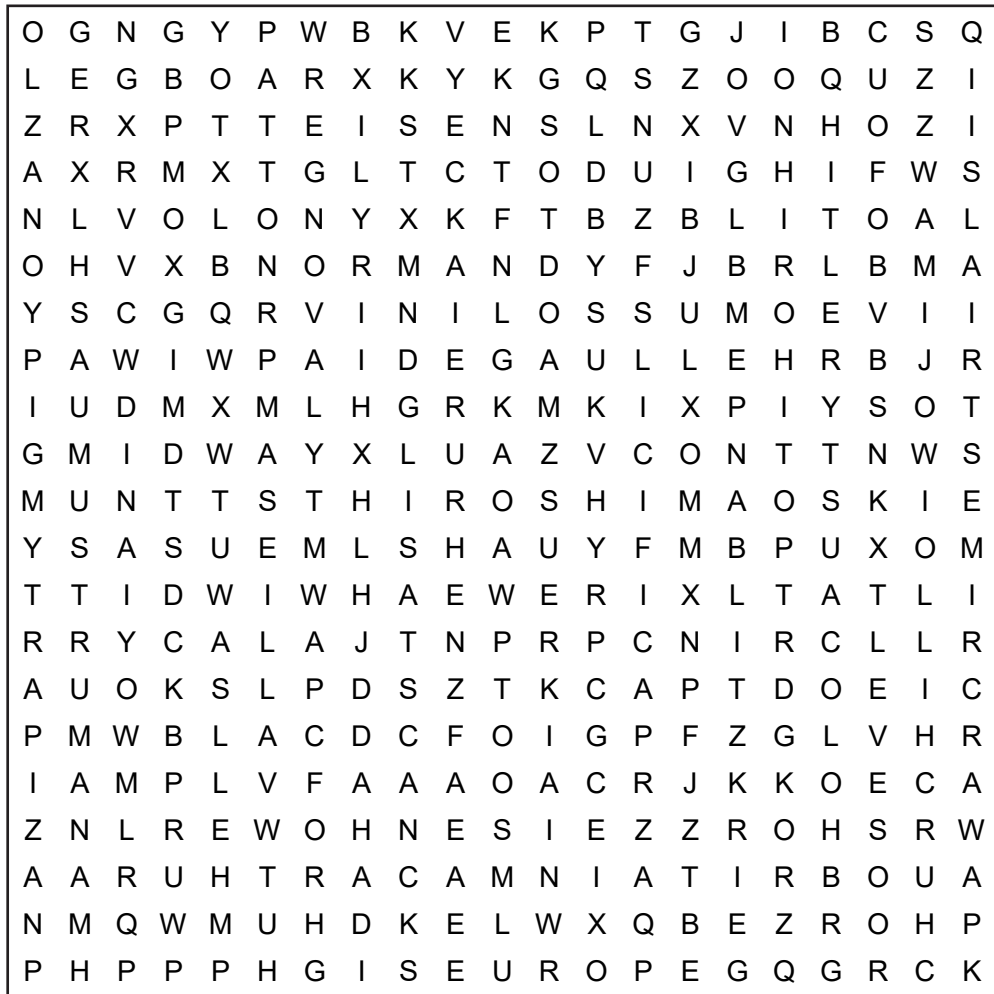 O G N G Y P W B K V E K P T G J I B C S Q
L E G B O A R X K Y K G Q S Z O O Q U Z I
Z R X P T T E I S E N S L N X V N H O Z I
A X R M X T G L T C T O D U I G H I F W S
N L V O L O N Y X K F T B Z B L I T O A L
O H V X B N O R M A N D Y F J B R L B M A
Y S C G Q R V I N I L O S S U M O E V I I
P A W I W P A I D E G A U L L E H R B J R
I U D M X M L H G R K M K I X P I Y S O T
G M I D W A Y X L U A Z V C O N T T N W S
M U N T T S T H I R O S H I M A O S K I E
Y S A S U E M L S H A U Y F M B P U X O M
T T I D W I W H A E W E R I X L T A T L I
R R Y C A L A J T N P R P C N I R C L L R
A U O K S L P D S Z T K C A P T D O E I C
P M W B L A C D C F O I G P F Z G L V H R
I A M P L V F A A A O A C R J K K O E C A
Z N L R E W O H N E S I E Z Z R O H S R W
A A R U H T R A C A M N I A T I R B O U A
N M Q W M U H D K E L W X Q B E Z R O H P
P H P P P H G I S E U R O P E G Q G R C K